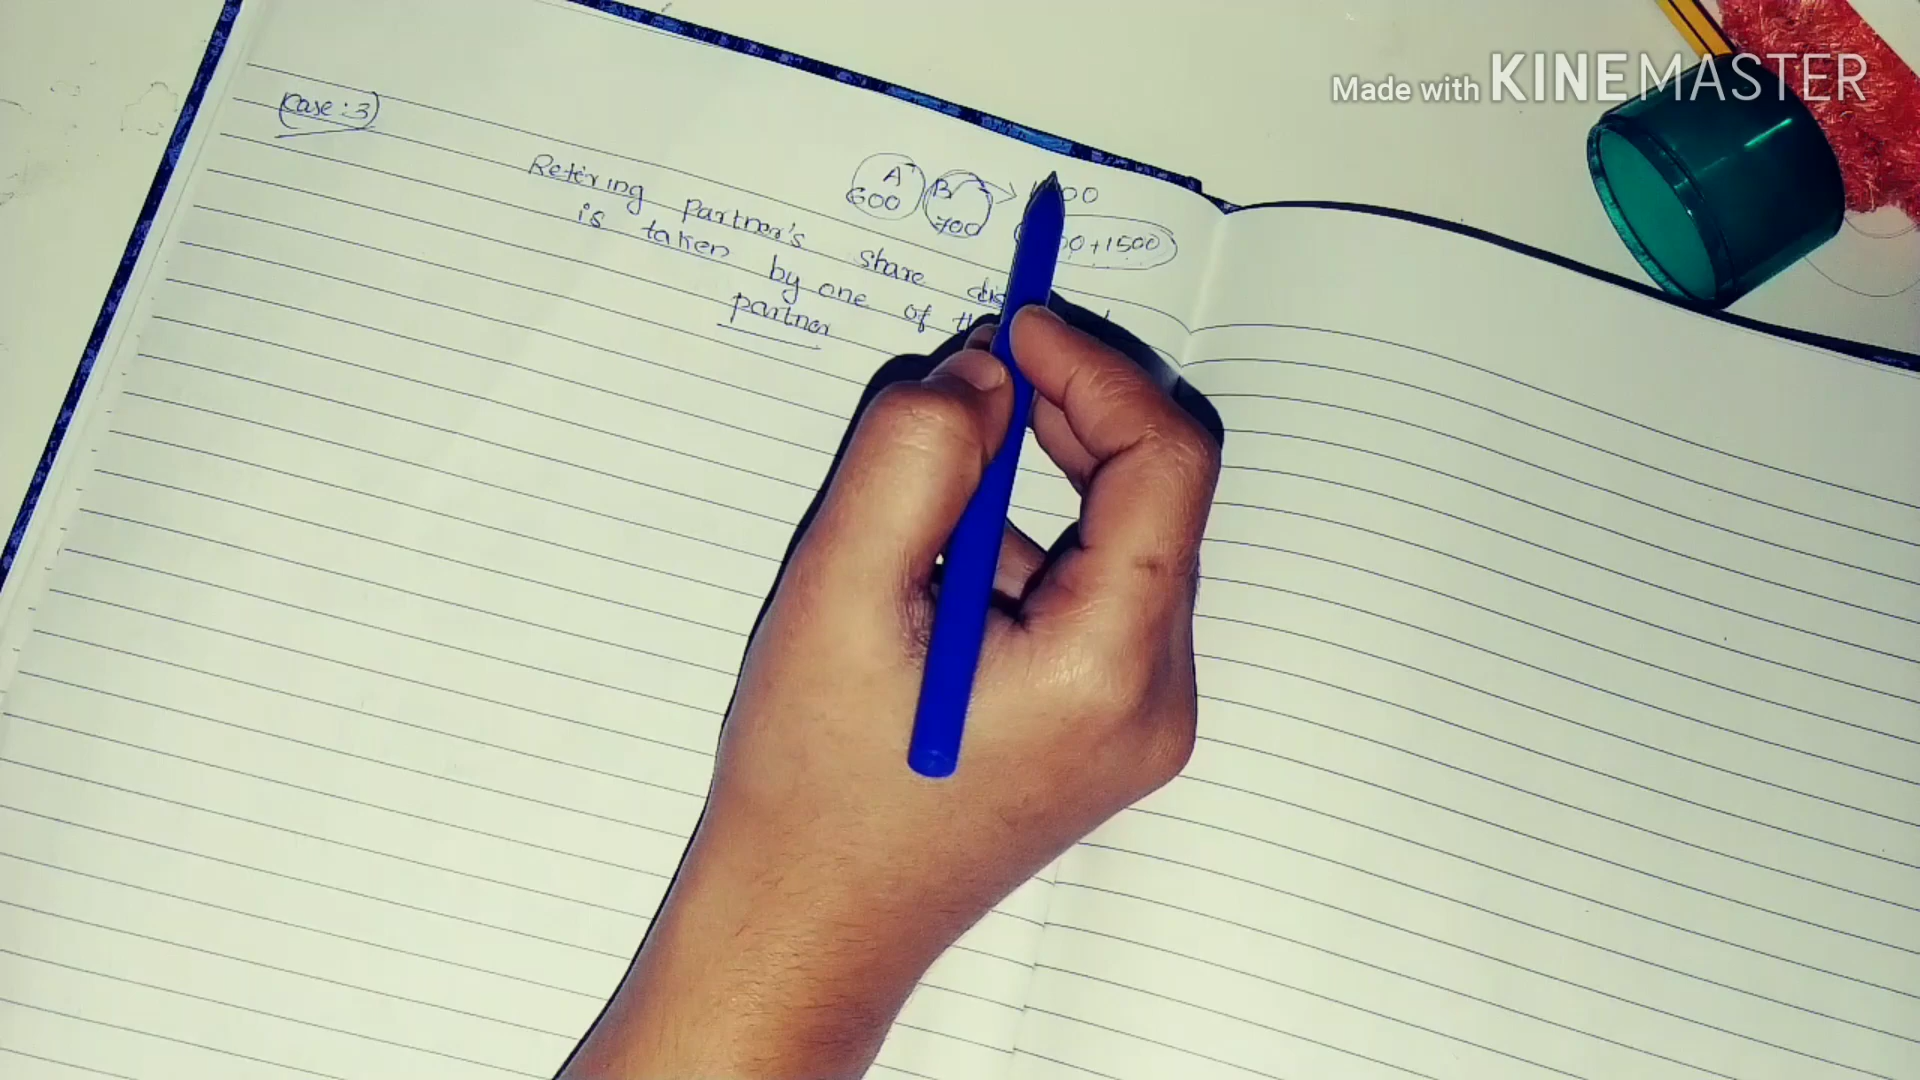 Made with KINEMASTER
Case : 3
A B
600 700
+1500
Retiring partner's share
is taken by one of
partner